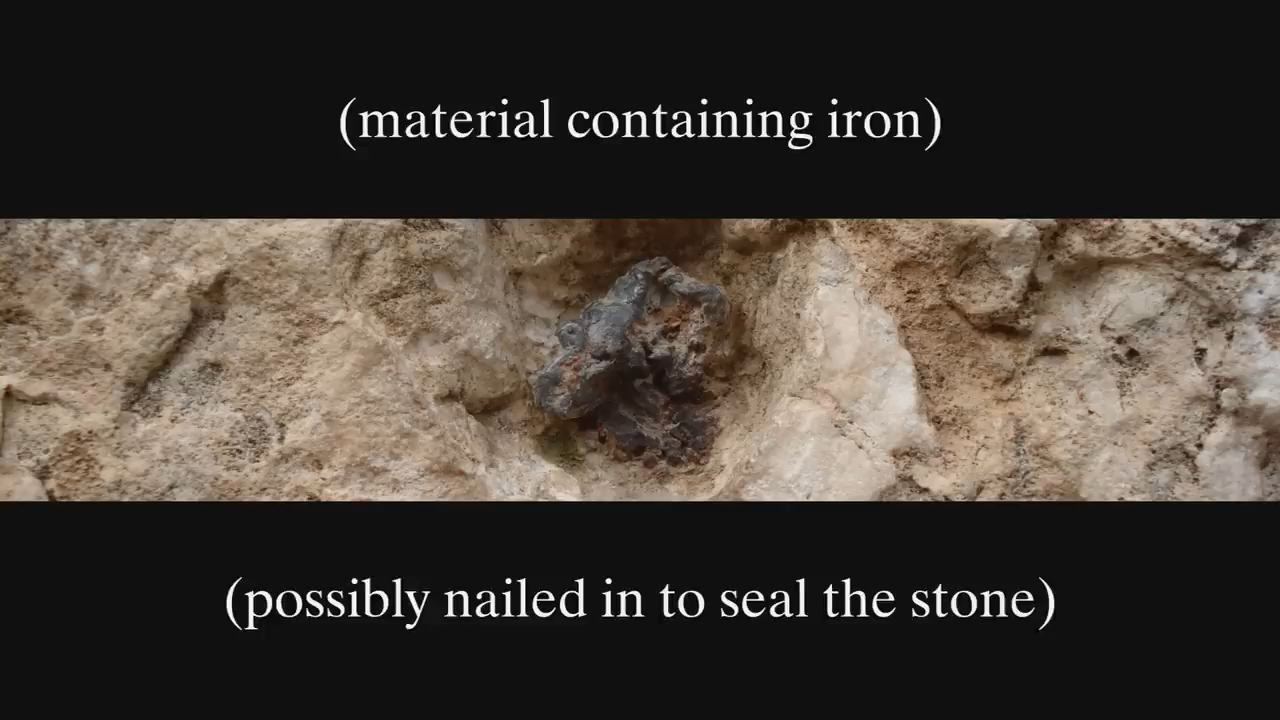 (material containing iron)
(possibly nailed in to seal the stone)